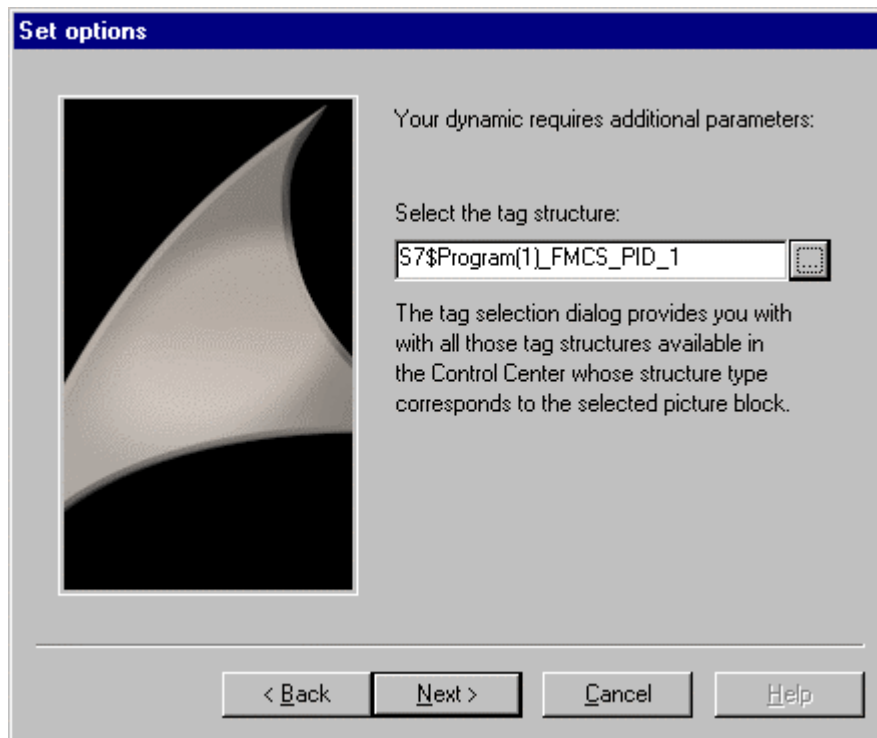 Set options
Your dynamic requires additional parameters:
Select the tag structure:
S7$Program(1)_FMCS_PID_1
...
The tag selection dialog provides you with
with all those tag structures available in
the Control Center whose structure type
corresponds to the selected picture block.
< Back
Next >
Cancel
Help